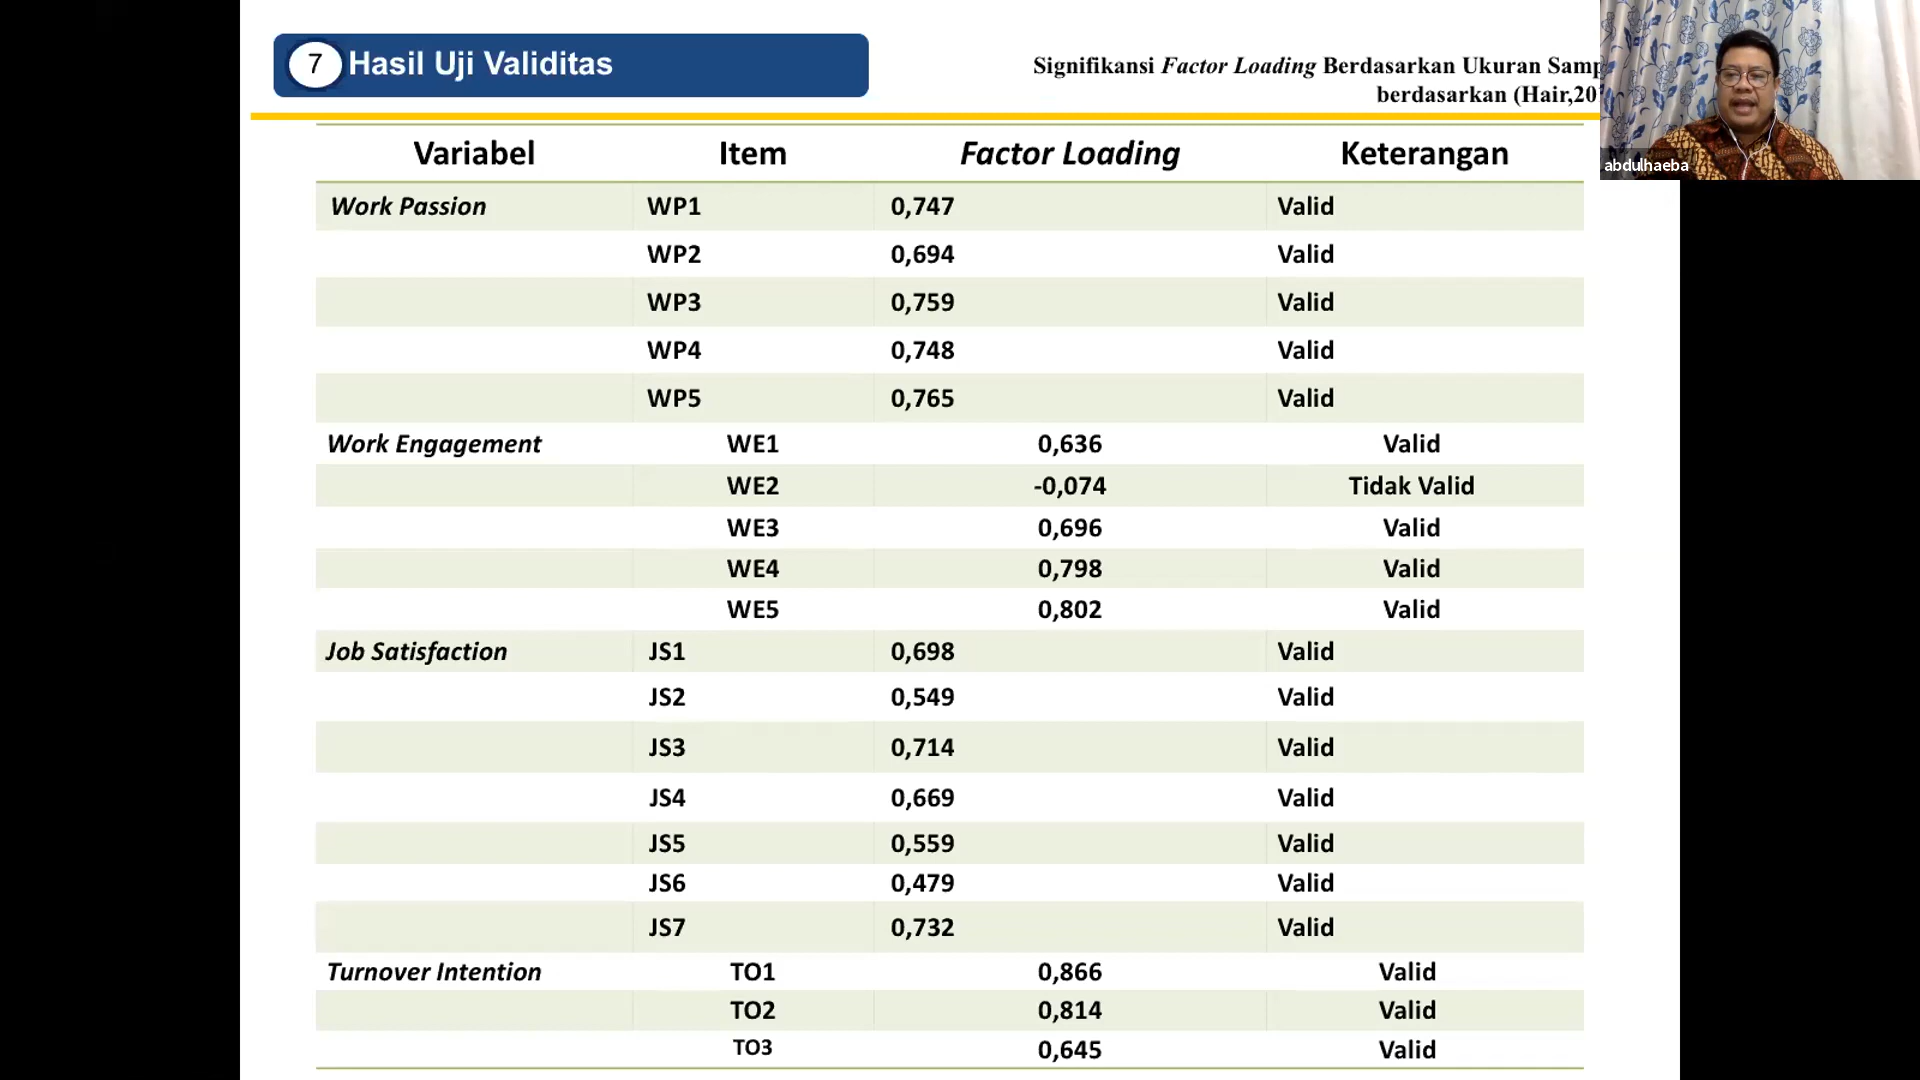 7 Hasil Uji Validitas
Signifikansi Factor Loading Berdasarkan Ukuran
berdasarkan (Hair,
abdulhaeba
Variabel Item Factor Loading Keterangan
Work Passion WP1 0,747 Valid
WP2 0,694 Valid
WP3 0,759 Valid
WP4 0,748 Valid
WP5 0,765 Valid
Work Engagement WE1 0,636 Valid
WE2 -0,074 Tidak Valid
WE3 0,696 Valid
WE4 0,798 Valid
WE5 0,802 Valid
Job Satisfaction JS1 0,698 Valid
JS2 0,549 Valid
JS3 0,714 Valid
JS4 0,669 Valid
JS5 0,559 Valid
JS6 0,479 Valid
JS7 0,732 Valid
Turnover Intention TO1 0,866 Valid
TO2 0,814 Valid
TO3 0,645 Valid